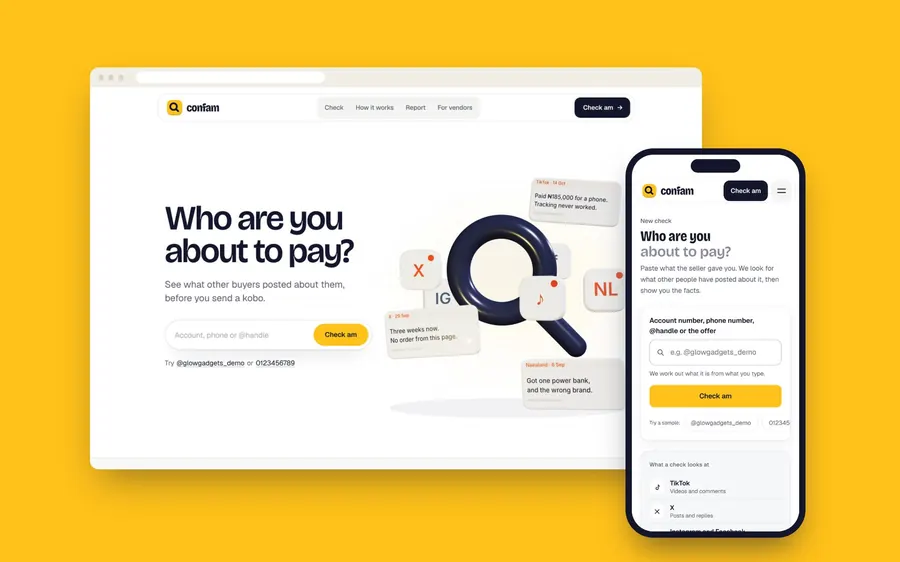 confam
Check
How it works
Report
For vendors
Check am →
Who are you
about to pay?
See what other buyers posted about them,
before you send a kobo.
Account, phone or @handle
Check am
Try @glowgadgets_demo or 0123456789
TikTok · 14 Oct
Paid ₦185,000 for a phone.
Tracking never worked.
X
IG
♪
NL
X · 25 Sep
Three weeks now.
No order from this page.
Nairaland · 6 Sep
Got one power bank,
and the wrong brand.
confam
Check am
New check
Who are you
about to pay?
Paste what the seller gave you. We look for
what other people have posted about it, then
show you the facts.
Account number, phone number,
@handle or the offer
e.g. @glowgadgets_demo
We work out what it is from what you type.
Check am
Try a sample:
@glowgadgets_demo
012345
What a check looks at
TikTok
Videos and comments
X
Posts and replies
Instagram and Facebook